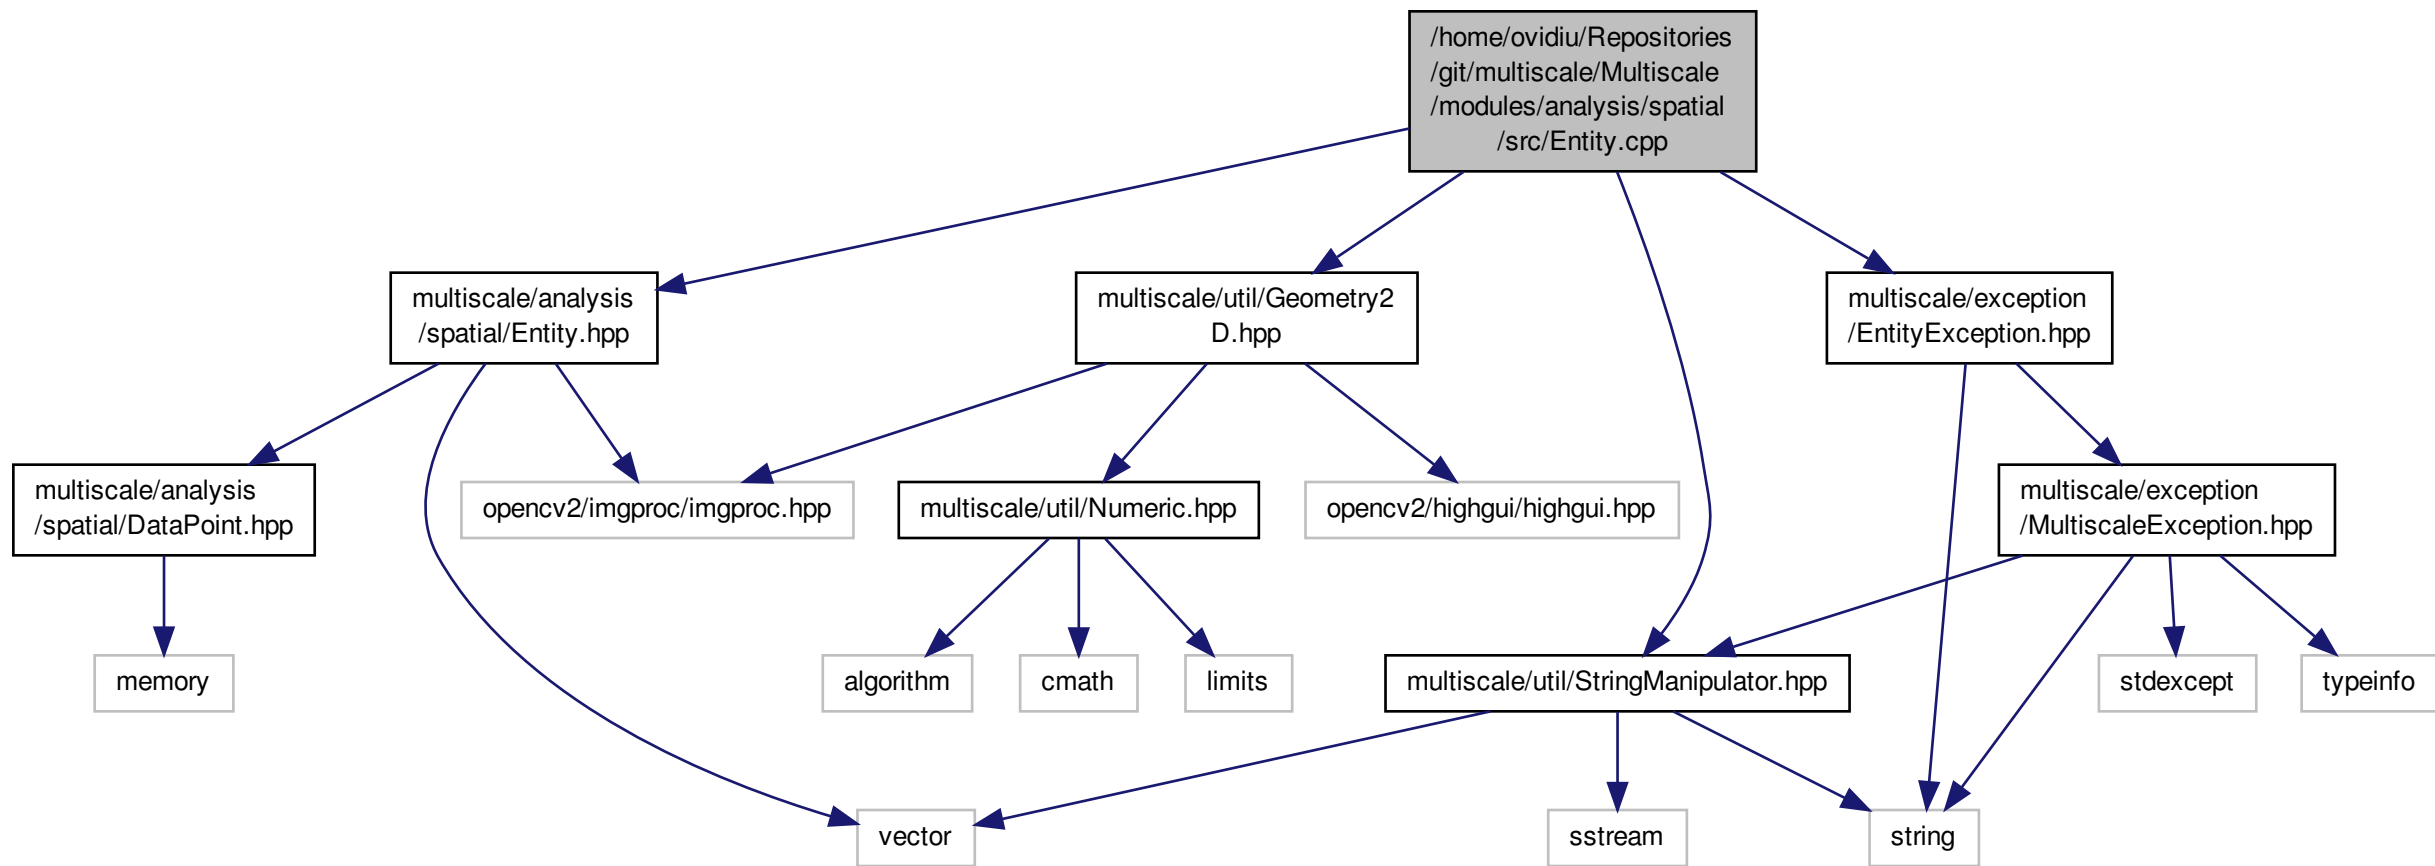 /home/ovidiu/Repositories
/git/multiscale/Multiscale
/modules/analysis/spatial
/src/Entity.cpp
multiscale/analysis
/spatial/Entity.hpp
multiscale/util/Geometry2
D.hpp
multiscale/exception
/EntityException.hpp
multiscale/analysis
/spatial/DataPoint.hpp
opencv2/imgproc/imgproc.hpp
multiscale/util/Numeric.hpp
opencv2/highgui/highgui.hpp
multiscale/exception
/MultiscaleException.hpp
memory
algorithm
cmath
limits
multiscale/util/StringManipulator.hpp
stdexcept
typeinfo
vector
sstream
string